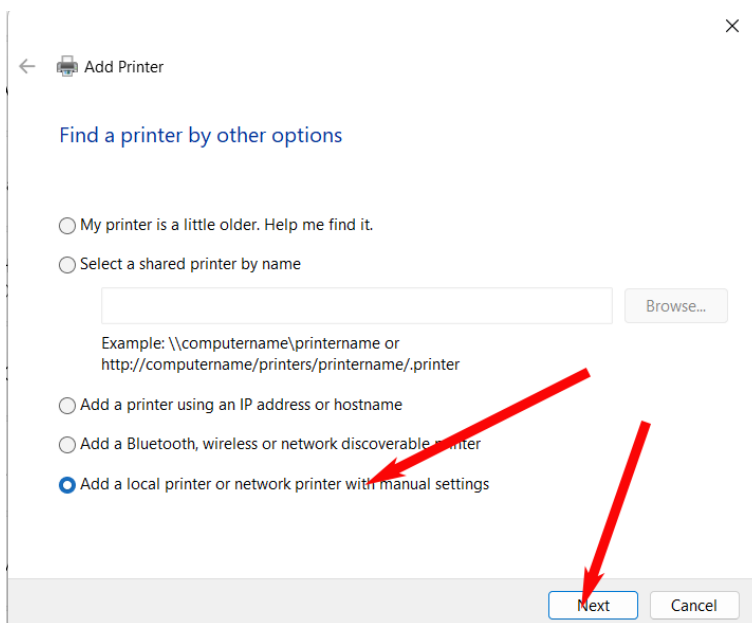 Add Printer
Find a printer by other options
My printer is a little older. Help me find it.
Select a shared printer by name
Browse...
Example: \\computername\printername or
http://computername/printers/printername/.printer
Add a printer using an IP address or hostname
Add a Bluetooth, wireless or network discoverable printer
Add a local printer or network printer with manual settings
Next Cancel